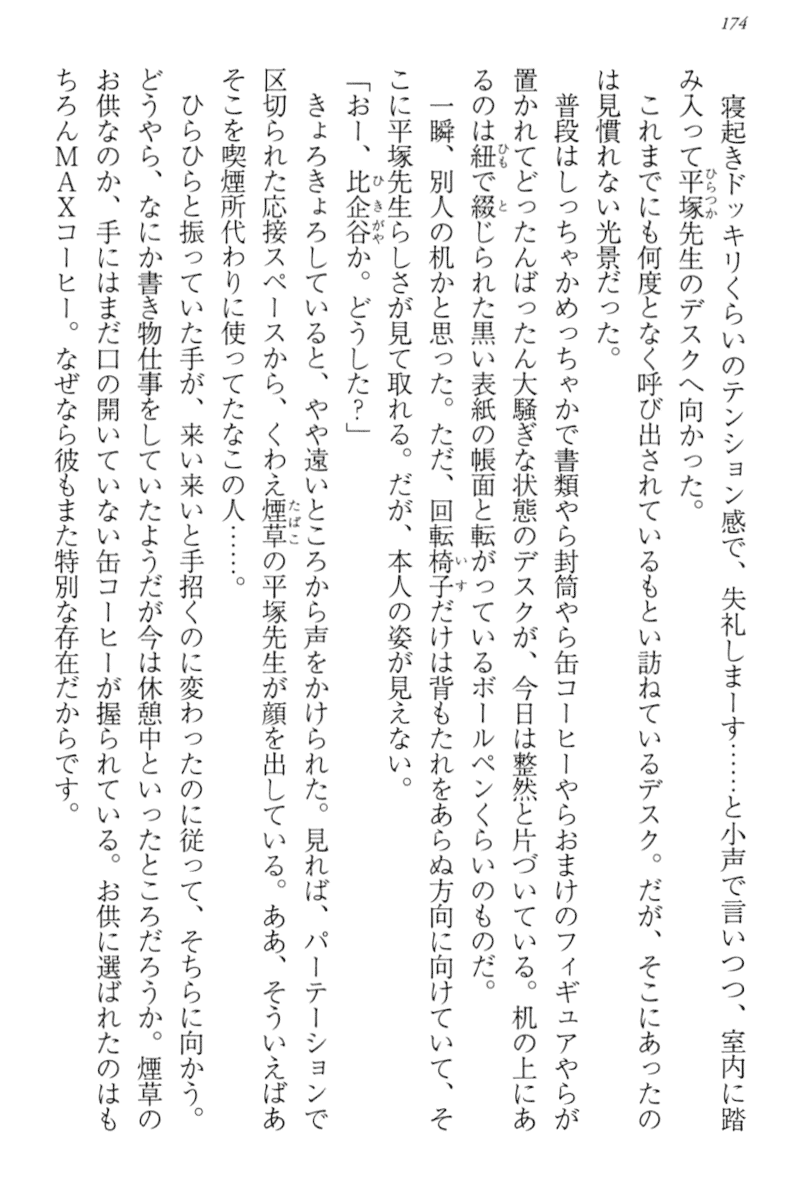 174
寝起きドッキリくらいのテンション感で、失礼しまーす……と小声で言いつつ、室内に踏
み入って平塚先生のデスクへ向かった。
これまでにも何度となく呼び出されているもとい訪ねているデスク。だが、そこにあったの
は見慣れない光景だった。
普段はしっちゃかめっちゃかで書類やら封筒やら缶コーヒーやらおまけのフィギュアやらが
置かれてどったんばったん大騒ぎな状態のデスクが、今日は整然と片づいている。机の上にあ
るのは紐で綴じられた黒い表紙の帳面と転がっているボールペンくらいのものだ。
一瞬、別人の机かと思った。ただ、回転椅子だけは背もたれをあらぬ方向に向けていて、そ
こに平塚先生らしさが見て取れる。だが、本人の姿が見えない。
「おー、比企谷か。どうした?」
きょろきょろしていると、やや遠いところから声をかけられた。見れば、パーテーションで
区切られた応接スペースから、くわえ煙草の平塚先生が顔を出している。ああ、そういえばあ
そこを喫煙所代わりに使ってたなこの人……。
ひらひらと振っていた手が、来い来いと手招くのに変わったのに従って、そちらに向かう。
どうやら、なにか書き物仕事をしていたようだが今は休憩中といったところだろうか。煙草の
お供なのか、手にはまだ口の開いていない缶コーヒーが握られている。お供に選ばれたのはも
ちろんMAXコーヒー。なぜなら彼もまた特別な存在だからです。